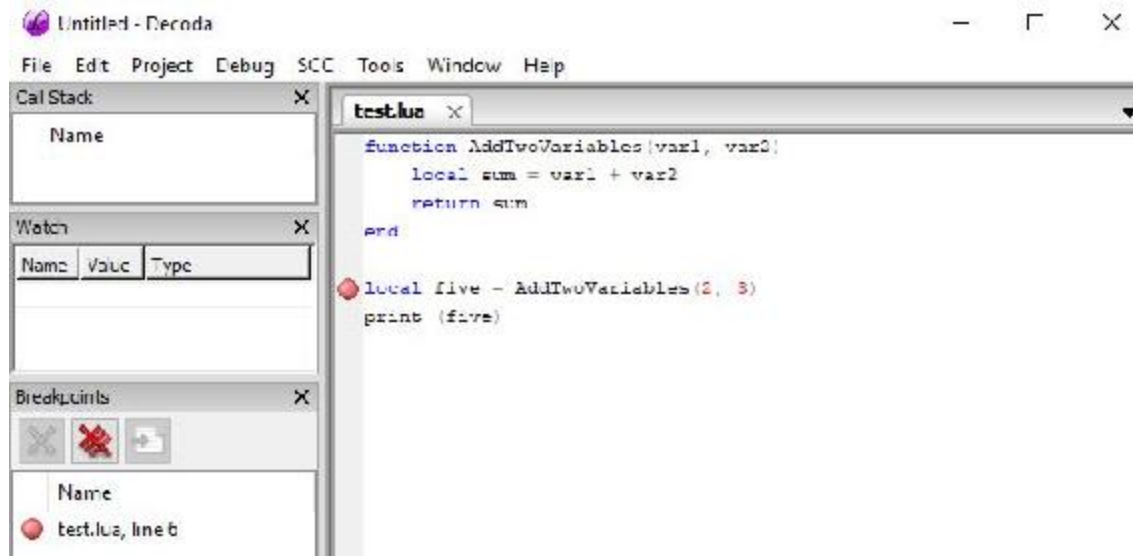 Untitled - Decoda
File Edit Project Debug SCC Tools Window Help
Call Stack
Name
Watch
Name Value Type
Breakpoints
Name
test.lua, line 6
test.lua
function AddTwoVariables(var1, var2)
local sum = var1 + var2
return sum
end
local five = AddTwoVariables(2, 3)
print (five)